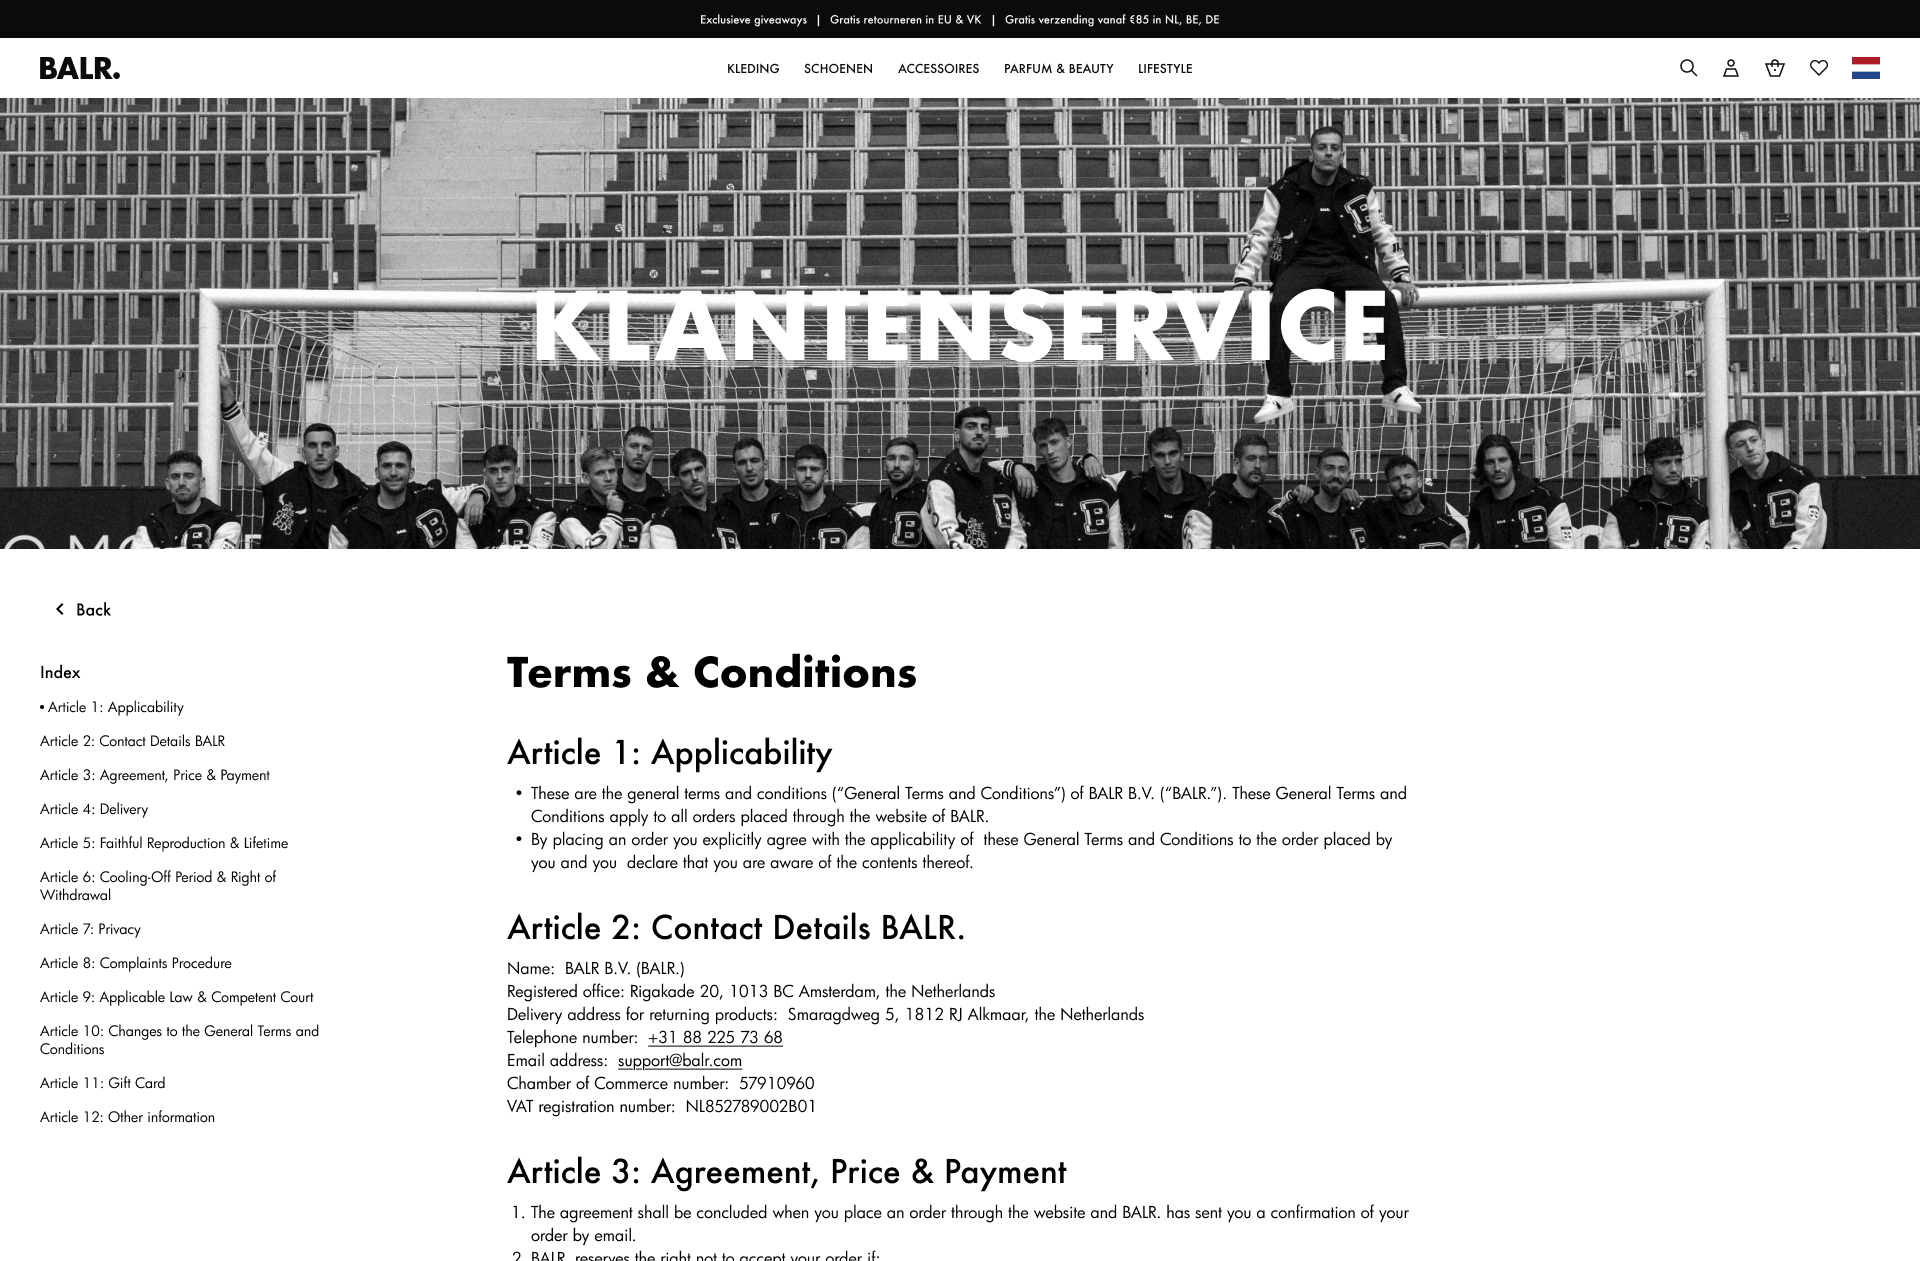 Exclusieve giveaways | Gratis retourneren in EU & VK | Gratis verzending vanaf €85 in NL, BE, DE
BALR.
KLEDING SCHOENEN ACCESSOIRES PARFUM & BEAUTY LIFESTYLE
KLANTENSERVICE
Back
Index
• Article 1: Applicability
Article 2: Contact Details BALR
Article 3: Agreement, Price & Payment
Article 4: Delivery
Article 5: Faithful Reproduction & Lifetime
Article 6: Cooling-Off Period & Right of
Withdrawal
Article 7: Privacy
Article 8: Complaints Procedure
Article 9: Applicable Law & Competent Court
Article 10: Changes to the General Terms and
Conditions
Article 11: Gift Card
Article 12: Other information
Terms & Conditions
Article 1: Applicability
• These are the general terms and conditions (“General Terms and Conditions”) of BALR B.V. (“BALR.”). These General Terms and
Conditions apply to all orders placed through the website of BALR.
• By placing an order you explicitly agree with the applicability of  these General Terms and Conditions to the order placed by
you and you  declare that you are aware of the contents thereof.
Article 2: Contact Details BALR.
Name:  BALR B.V. (BALR.)
Registered office: Rigakade 20, 1013 BC Amsterdam, the Netherlands
Delivery address for returning products:  Smaragdweg 5, 1812 RJ Alkmaar, the Netherlands
Telephone number:  +31 88 225 73 68
Email address:  support@balr.com
Chamber of Commerce number:  57910960
VAT registration number:  NL852789002B01
Article 3: Agreement, Price & Payment
1. The agreement shall be concluded when you place an order through the website and BALR. has sent you a confirmation of your
order by email.
2. BALR. reserves the right not to accept your order if: